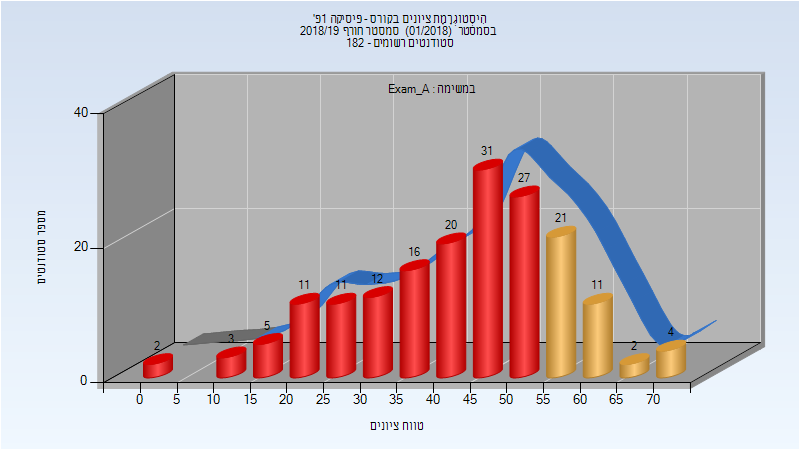 היסטוגרמת ציונים בקורס - פיסיקה 1פ'
בסמסטר (01/2018) סמסטר חורף 2018/19
סטודנטים רשומים - 182
במשימה : Exam_A
מספר סטודנטים
40
20
0
2
3
5
11
11
12
16
20
31
27
21
11
2
4
0 5 10 15 20 25 30 35 40 45 50 55 60 70
טווח ציונים